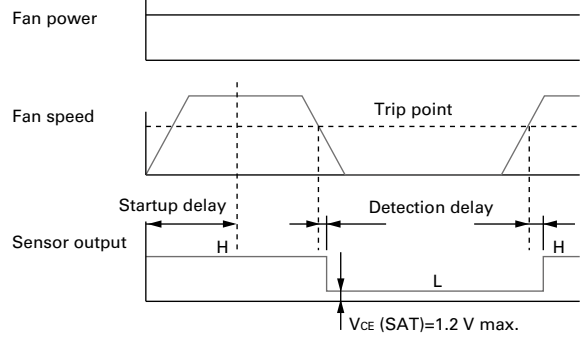 Fan power
Fan speed
Trip point
Startup delay
Detection delay
Sensor output
H
H
L
VCE (SAT)=1.2 V max.